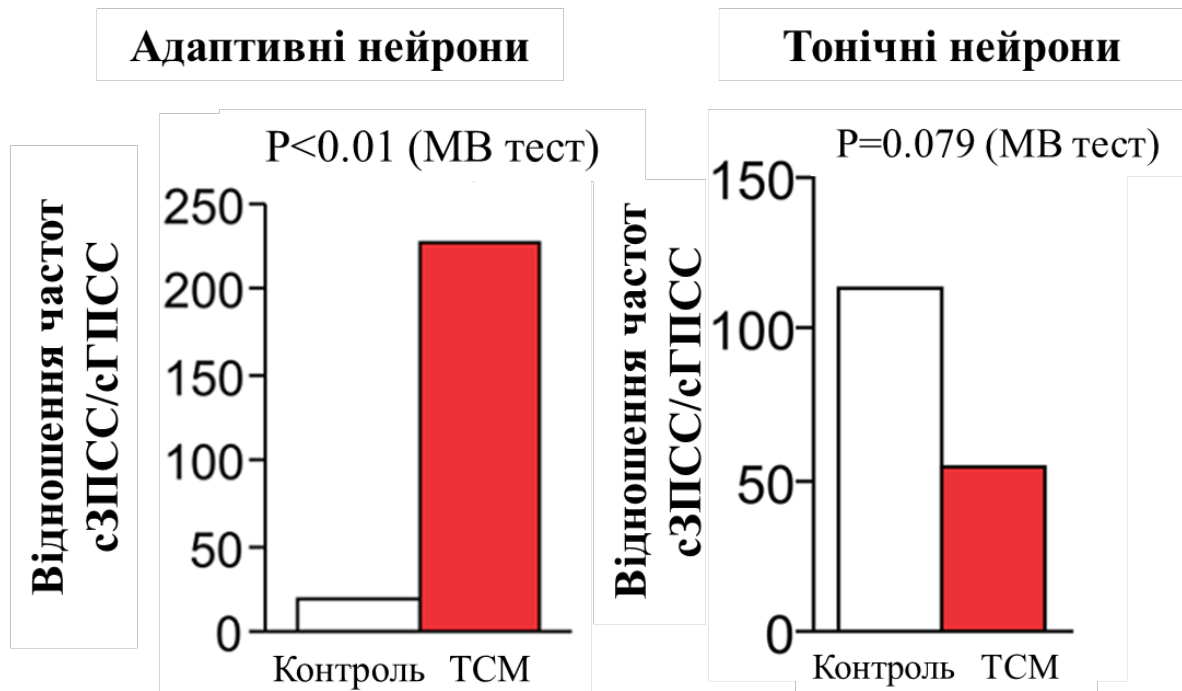 Адаптивні нейрони
Відношення частот
сЗПСС/сГПСС
P<0.01 (МВ тест)
250
200
150
100
50
0
Контроль ТСМ
Тонічні нейрони
Відношення частот
сЗПСС/сГПСС
P=0.079 (МВ тест)
150
100
50
0
Контроль ТСМ